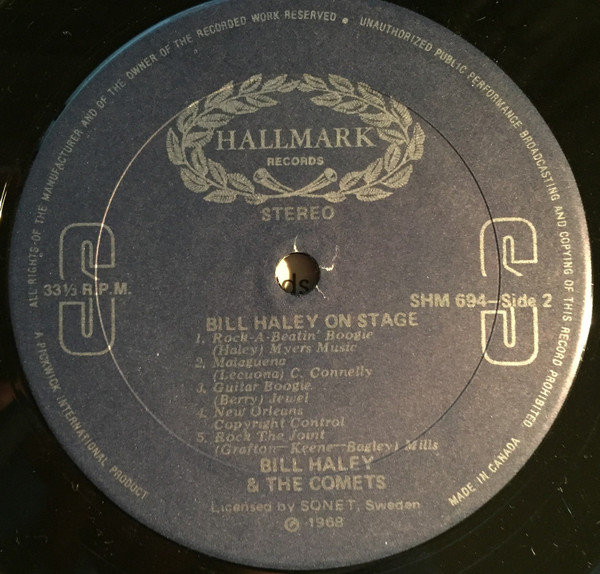 ALL RIGHTS OF THE MANUFACTURER AND OF THE OWNER OF THE RECORDED WORK RESERVED • UNAUTHORIZED PUBLIC PERFORMANCE BROADCASTING AND COPYING OF THIS RECORD PROHIBITED
HALLMARK
RECORDS
STEREO
S
S
33⅓ R.P.M.
ds
SHM 694—Side 2
BILL HALEY ON STAGE
1. Rock-A-Beatin' Boogie
(Haley) Myers Music
2. Malaguena
(Lecuona) C. Connelly
3. Guitar Boogie
(Berry) Jewel
4. New Orleans
Copyright Control
5. Rock The Joint
(Grafton—Keene—Bagley) Mills
BILL HALEY
& THE COMETS
Licensed by SONET, Sweden
℗ 1968
A PICKWICK INTERNATIONAL PRODUCT
MADE IN CANADA